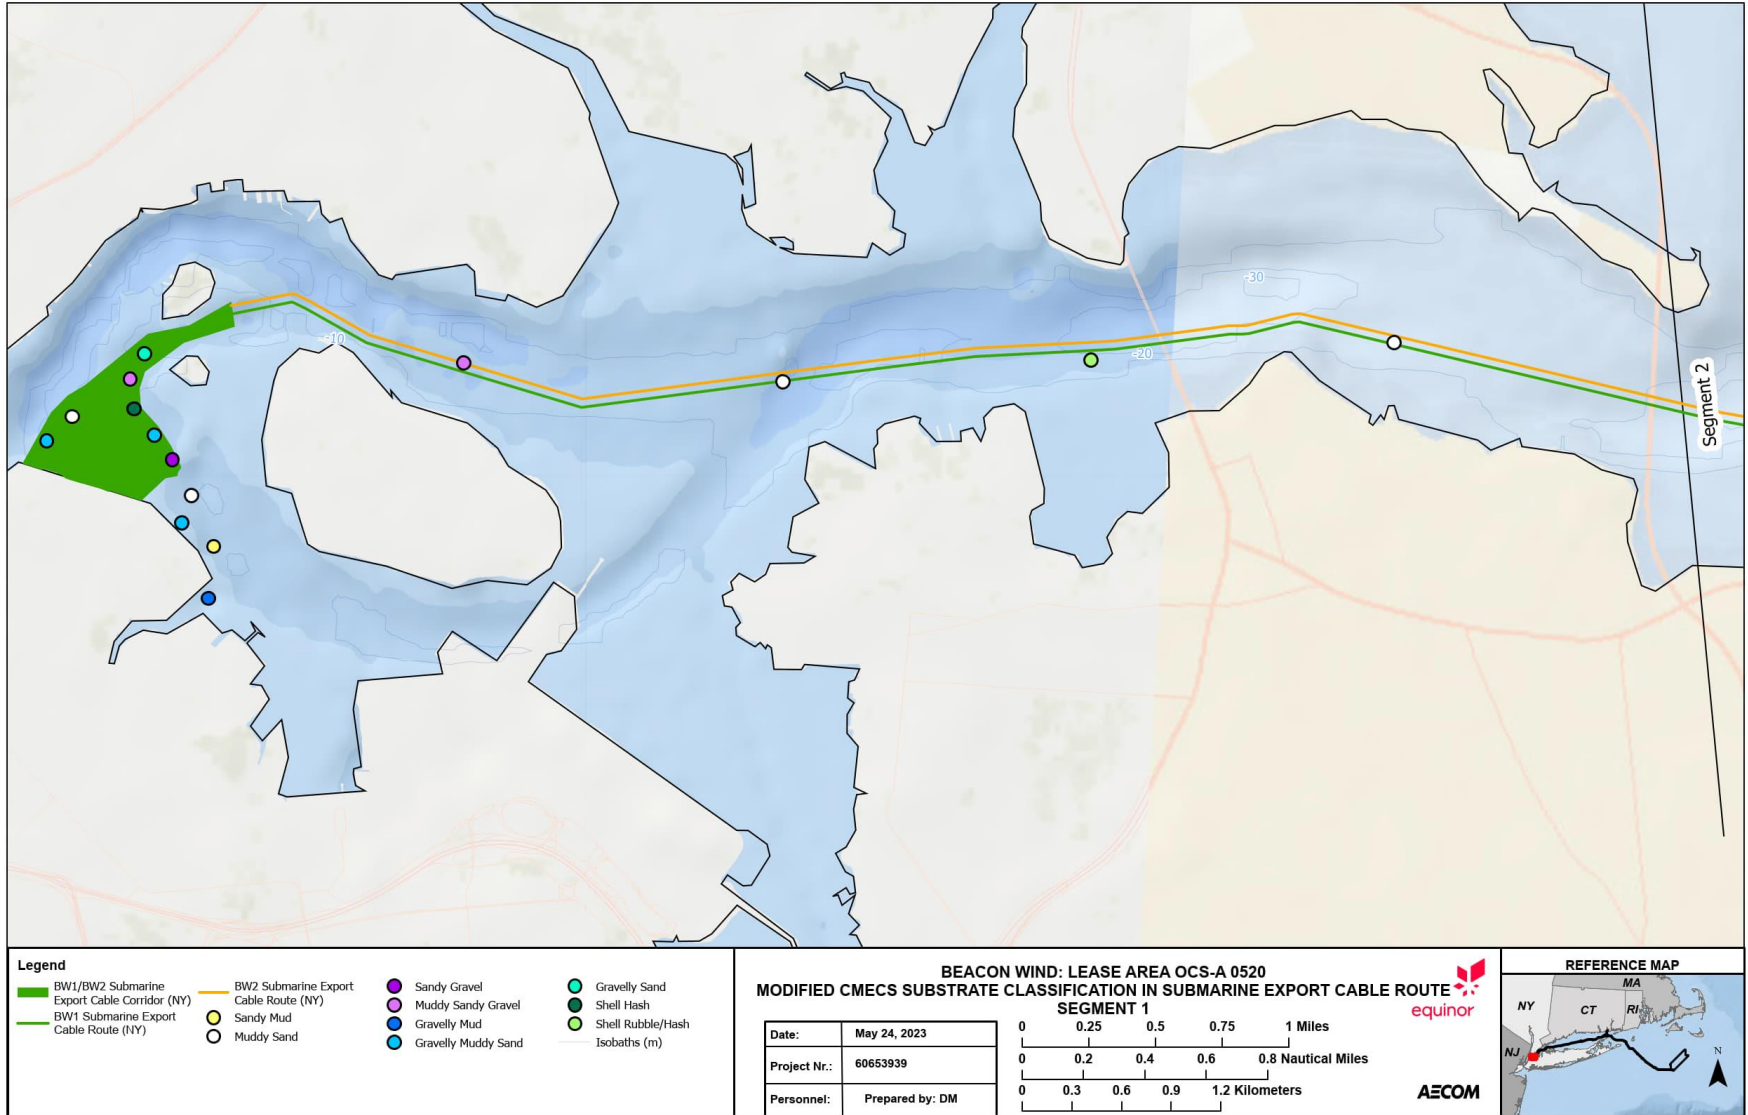 -30
-10
-20
Segment 2
Legend
BW1/BW2 Submarine
Export Cable Corridor (NY)
BW1 Submarine Export
Cable Route (NY)
BW2 Submarine Export
Cable Route (NY)
Sandy Mud
Muddy Sand
Sandy Gravel
Muddy Sandy Gravel
Gravelly Mud
Gravelly Muddy Sand
Gravelly Sand
Shell Hash
Shell Rubble/Hash
Isobaths (m)
BEACON WIND: LEASE AREA OCS-A 0520
MODIFIED CMECS SUBSTRATE CLASSIFICATION IN SUBMARINE EXPORT CABLE ROUTE
SEGMENT 1
equinor
Date: May 24, 2023
Project Nr.: 60653939
Personnel: Prepared by: DM
0 0.25 0.5 0.75 1 Miles
0 0.2 0.4 0.6 0.8 Nautical Miles
0 0.3 0.6 0.9 1.2 Kilometers
AECOM
REFERENCE MAP
MA
NY
CT
RI
NJ
N